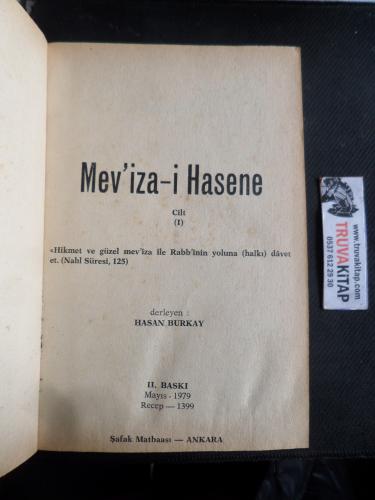 Mev'iza-i Hasene
Cilt
(I)
«Hikmet ve güzel mev'iza ile Rabb'inin yoluna (halkı) dâvet
et. (Nahl Sûresi, 125)
derleyen :
HASAN BURKAY
II. BASKI
Mayıs - 1979
Recep — 1399
Şafak Matbaası — ANKARA
www.truvakitap.com
TRUVAKİTAP
0537 612 29 30